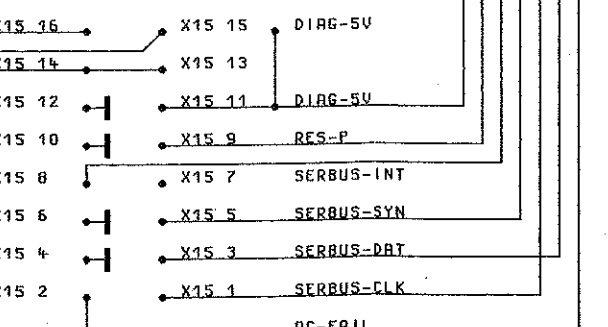 X15 16 X15 15 DIAG-5V
X15 14 X15 13
X15 12 X15 11 DIAG-5V
X15 10 X15 9 RES-P
X15 8 X15 7 SERBUS-INT
X15 6 X15 5 SERBUS-SYN
X15 4 X15 3 SERBUS-DAT
X15 2 X15 1 SERBUS-CLK